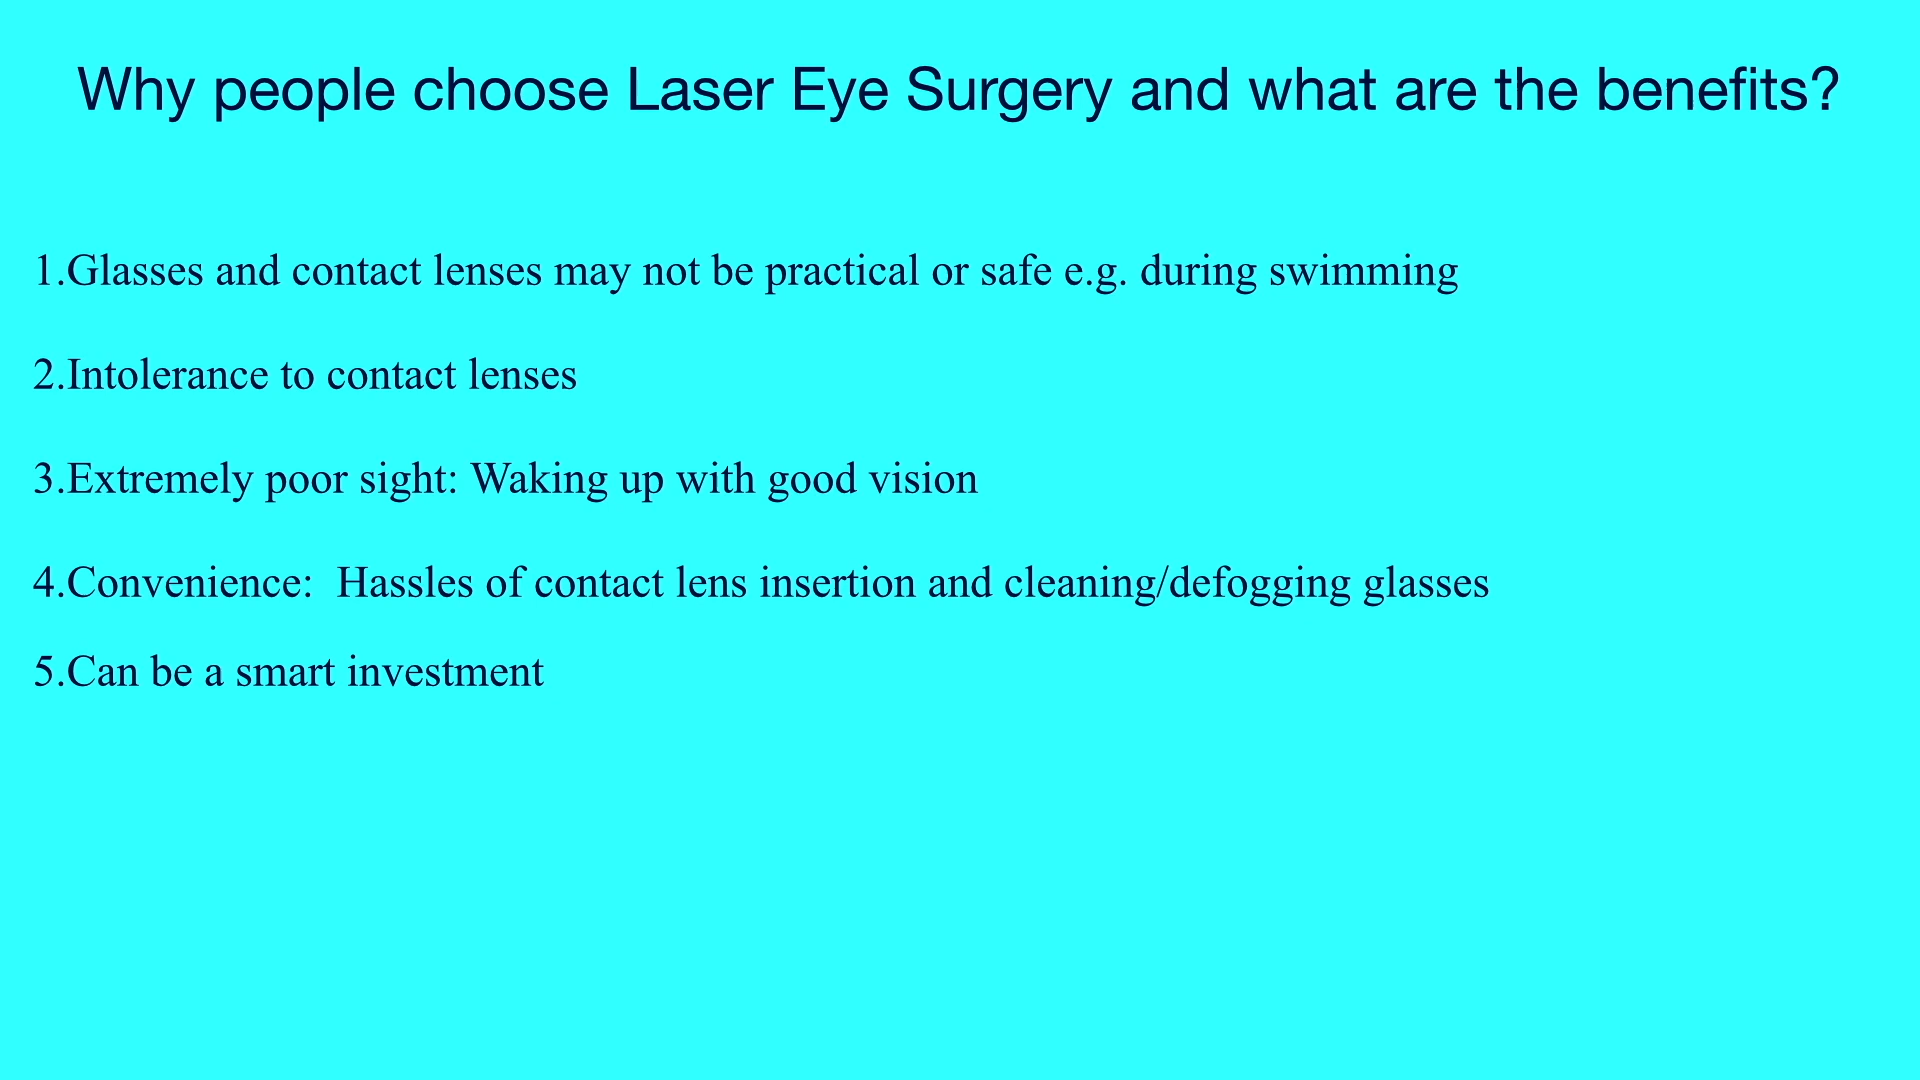 Why people choose Laser Eye Surgery and what are the benefits?
1.Glasses and contact lenses may not be practical or safe e.g. during swimming
2.Intolerance to contact lenses
3.Extremely poor sight: Waking up with good vision
4.Convenience:  Hassles of contact lens insertion and cleaning/defogging glasses
5.Can be a smart investment